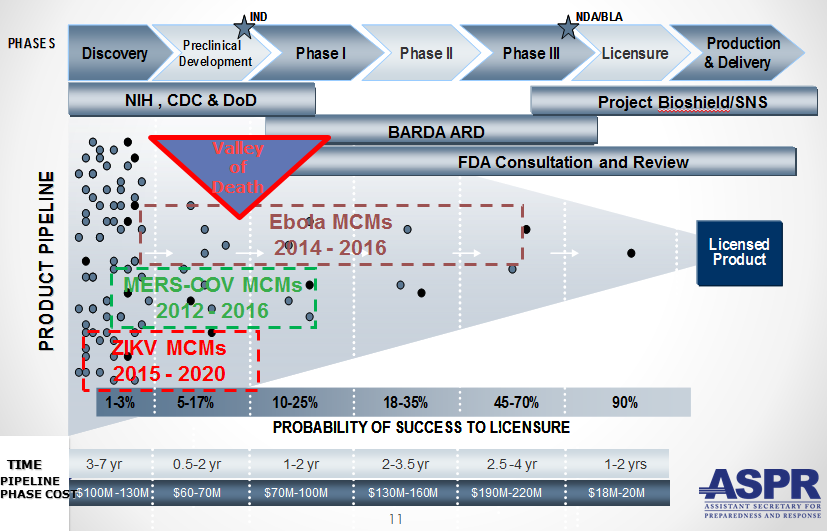 IND
NDA/BLA
PHASES
Discovery
Preclinical
Development
Phase I
Phase II
Phase III
Licensure
Production
& Delivery
NIH , CDC & DoD
Project Bioshield/SNS
BARDA ARD
FDA Consultation and Review
Valley
of
Death
PRODUCT PIPELINE
Ebola MCMs
2014 - 2016
MERS-COV MCMs
2012 - 2016
ZIKV MCMs
2015 - 2020
Licensed
Product
1-3% 5-17% 10-25% 18-35% 45-70% 90%
PROBABILITY OF SUCCESS TO LICENSURE
TIME 3-7 yr 0.5-2 yr 1-2 yr 2-3.5 yr 2.5 -4 yr 1-2 yrs
PIPELINE
PHASE COST $100M -130M $60-70M $70M-100M $130M-160M $190M-220M $18M-20M
ASPR
ASSISTANT SECRETARY FOR
PREPAREDNESS AND RESPONSE
11